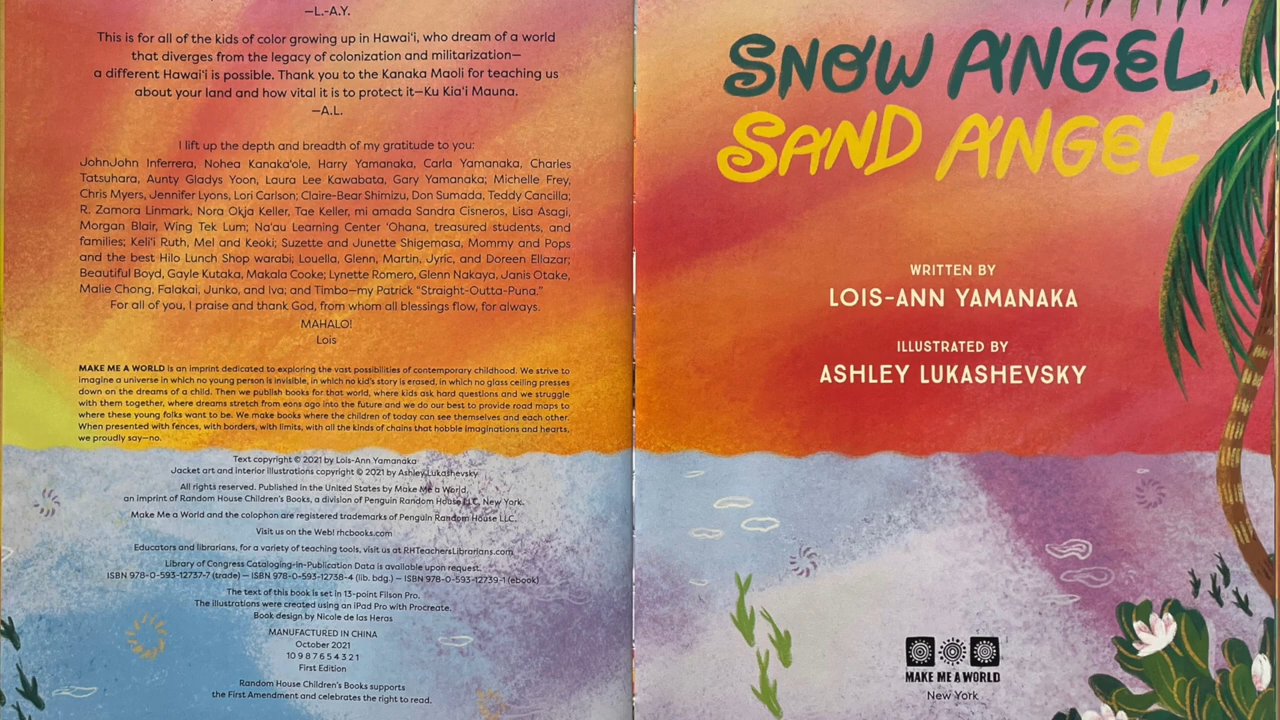 —L.-A.Y.
This is for all of the kids of color growing up in Hawai'i, who dream of a world
that diverges from the legacy of colonization and militarization—
a different Hawai'i is possible. Thank you to the Kanaka Maoli for teaching us
about your land and how vital it is to protect it—Ku Kia'i Mauna.
—A.L.
I lift up the depth and breadth of my gratitude to you:
JohnJohn Inferrera, Nohea Kanaka'ole, Harry Yamanaka, Carla Yamanaka, Charles
Tatsuhara, Aunty Gladys Yoon, Laura Lee Kawabata, Gary Yamanaka; Michelle Frey,
Chris Myers, Jennifer Lyons, Lori Carlson; Claire-Bear Shimizu, Don Sumada, Teddy Cancilla;
R. Zamora Linmark, Nora Okja Keller, Tae Keller, mi amada Sandra Cisneros, Lisa Asagi,
Morgan Blair, Wing Tek Lum; Na'au Learning Center 'Ohana, treasured students, and
families; Keli'i Ruth, Mel and Keoki; Suzette and Junette Shigemasa, Mommy and Pops
and the best Hilo Lunch Shop warabi; Louella, Glenn, Martin, Jyric, and Doreen Ellazar;
Beautiful Boyd, Gayle Kutaka, Makala Cooke; Lynette Romero, Glenn Nakaya, Janis Otake,
Malie Chong, Falakai, Junko, and Iva; and Timbo—my Patrick "Straight-Outta-Puna."
For all of you, I praise and thank God, from whom all blessings flow, for always.
MAHALO!
Lois
MAKE ME A WORLD is an imprint dedicated to exploring the vast possibilities of contemporary childhood. We strive to
imagine a universe in which no young person is invisible, in which no kid's story is erased, in which no glass ceiling presses
down on the dreams of a child. Then we publish books for that world, where kids ask hard questions and we struggle
with them together, where dreams stretch from eons ago into the future and we do our best to provide road maps to
where these young folks want to be. We make books where the children of today can see themselves and each other.
When presented with fences, with borders, with limits, with all the kinds of chains that hobble imaginations and hearts,
we proudly say—no.
Text copyright © 2021 by Lois-Ann Yamanaka
Jacket art and interior illustrations copyright © 2021 by Ashley Lukashevsky
All rights reserved. Published in the United States by Make Me a World,
an imprint of Random House Children's Books, a division of Penguin Random House LLC, New York.
Make Me a World and the colophon are registered trademarks of Penguin Random House LLC.
Visit us on the Web! rhcbooks.com
Educators and librarians, for a variety of teaching tools, visit us at RHTeachersLibrarians.com
Library of Congress Cataloging-in-Publication Data is available upon request.
ISBN 978-0-593-12737-7 (trade) — ISBN 978-0-593-12738-4 (lib. bdg.) — ISBN 978-0-593-12739-1 (ebook)
The text of this book is set in 13-point Filson Pro.
The illustrations were created using an iPad Pro with Procreate.
Book design by Nicole de las Heras
MANUFACTURED IN CHINA
October 2021
10 9 8 7 6 5 4 3 2 1
First Edition
Random House Children's Books supports
the First Amendment and celebrates the right to read.
SNOW ANGEL,
SAND ANGEL
WRITTEN BY
LOIS-ANN YAMANAKA
ILLUSTRATED BY
ASHLEY LUKASHEVSKY
MAKE ME A WORLD
New York